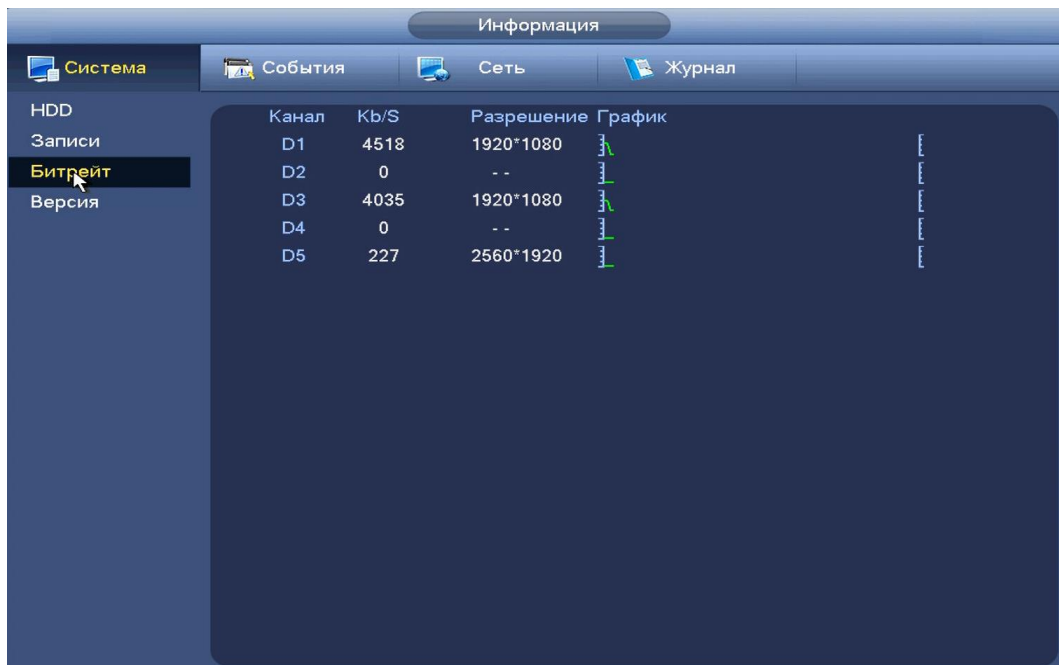 Информация
Система События Сеть Журнал
HDD
Записи
Битрейт
Версия
Канал Kb/S Разрешение График
D1 4518 1920*1080
D2 0 - -
D3 4035 1920*1080
D4 0 - -
D5 227 2560*1920